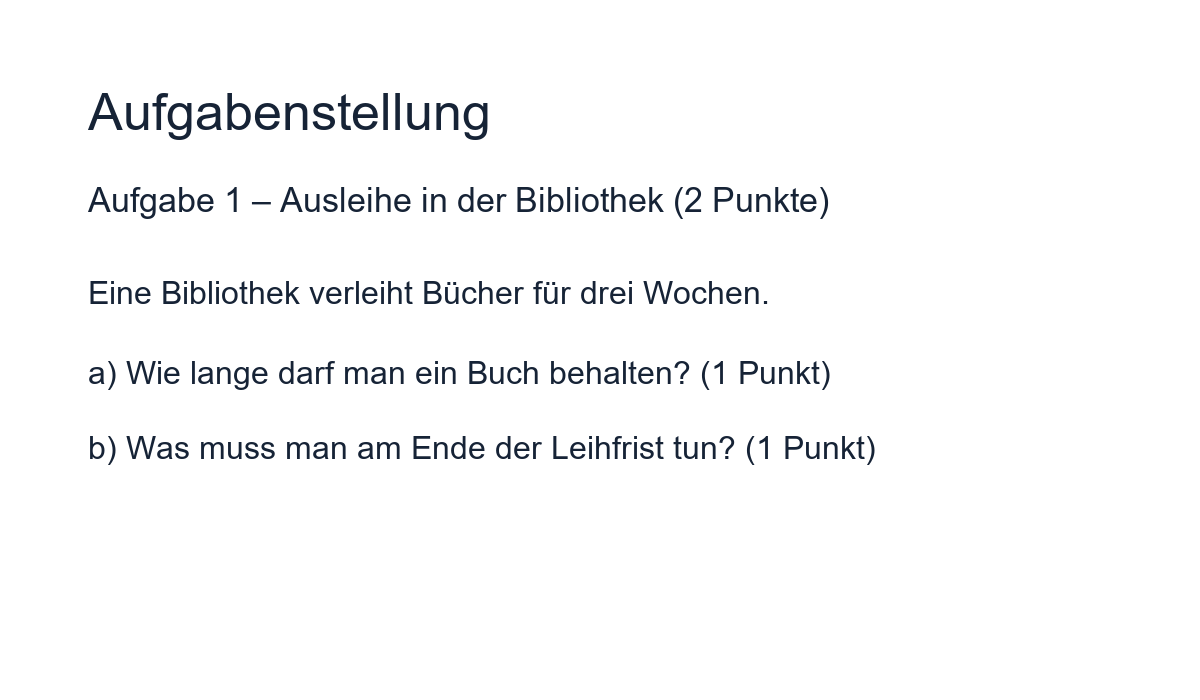 Aufgabenstellung
Aufgabe 1 – Ausleihe in der Bibliothek (2 Punkte)
Eine Bibliothek verleiht Bücher für drei Wochen.
a) Wie lange darf man ein Buch behalten? (1 Punkt)
b) Was muss man am Ende der Leihfrist tun? (1 Punkt)